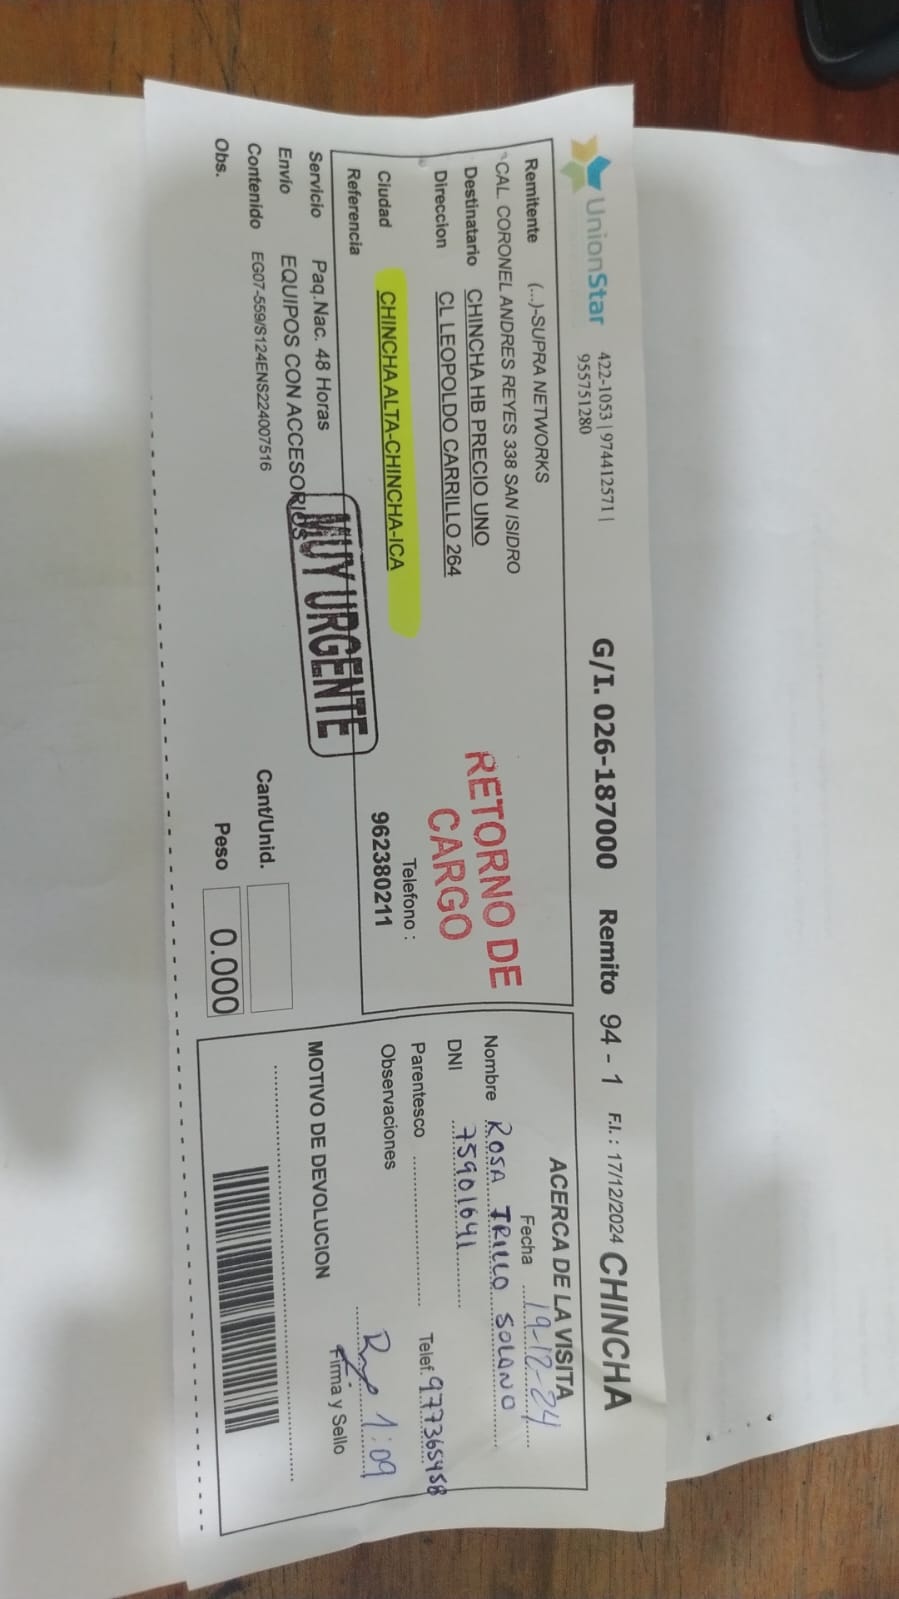 UnionStar 422-1053 | 974412571 |
955751280
G/I. 026-187000 Remito 94 - 1 F.I. : 17/12/2024 CHINCHA
Remitente (...)-SUPRA NETWORKS
CAL. CORONEL ANDRES REYES 338 SAN ISIDRO
Destinatario CHINCHA HB PRECIO UNO
Direccion CL LEOPOLDO CARRILLO 264
Ciudad CHINCHA ALTA-CHINCHA-ICA
Telefono :
962380211
Referencia
RETORNO DE
CARGO
Servicio Paq.Nac. 48 Horas
Envio EQUIPOS CON ACCESORIOS
Contenido EG07-559/S124ENS224007516
Obs.
MUY URGENTE
Cant/Unid.
Peso 0.000
ACERCA DE LA VISITA
Fecha 19-12-24
Nombre ROSA TRILLO SOLANO
DNI 75901641
Parentesco Telef. 977365458
Observaciones
1:09
Firma y Sello
MOTIVO DE DEVOLUCION